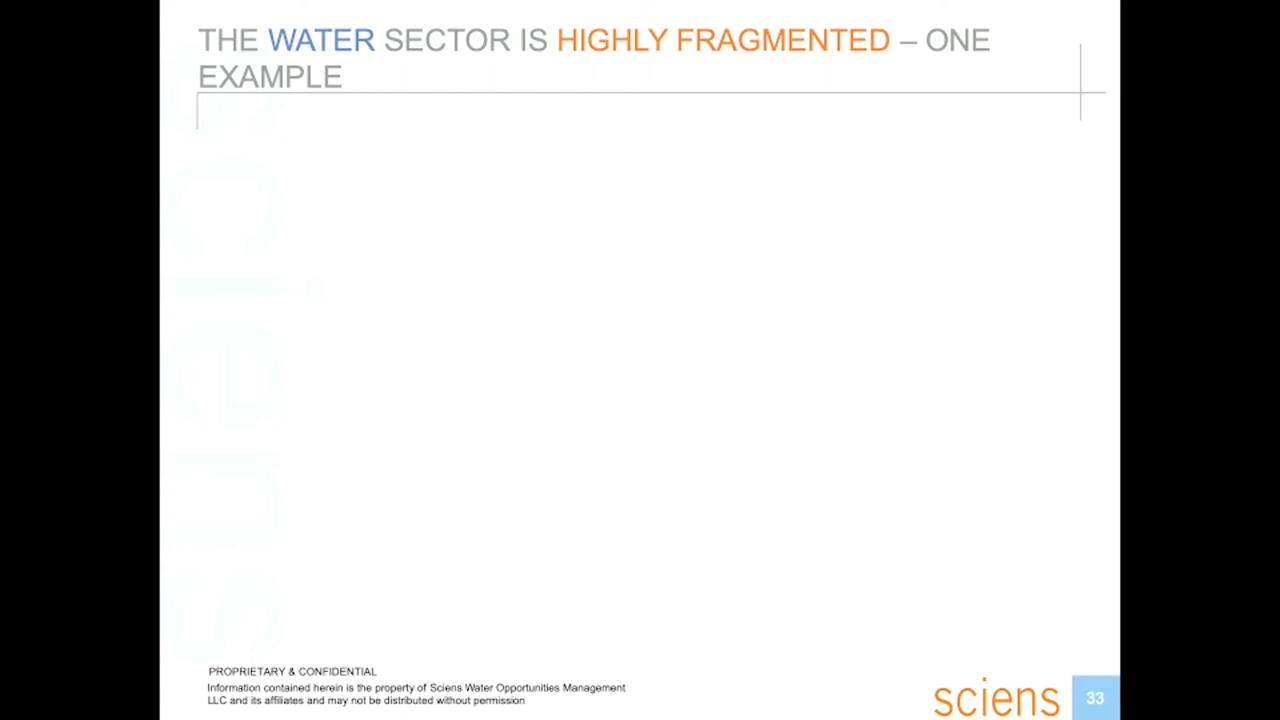 THE WATER SECTOR IS HIGHLY FRAGMENTED – ONE
EXAMPLE
sciens
PROPRIETARY & CONFIDENTIAL
Information contained herein is the property of Sciens Water Opportunities Management
LLC and its affiliates and may not be distributed without permission
sciens
33